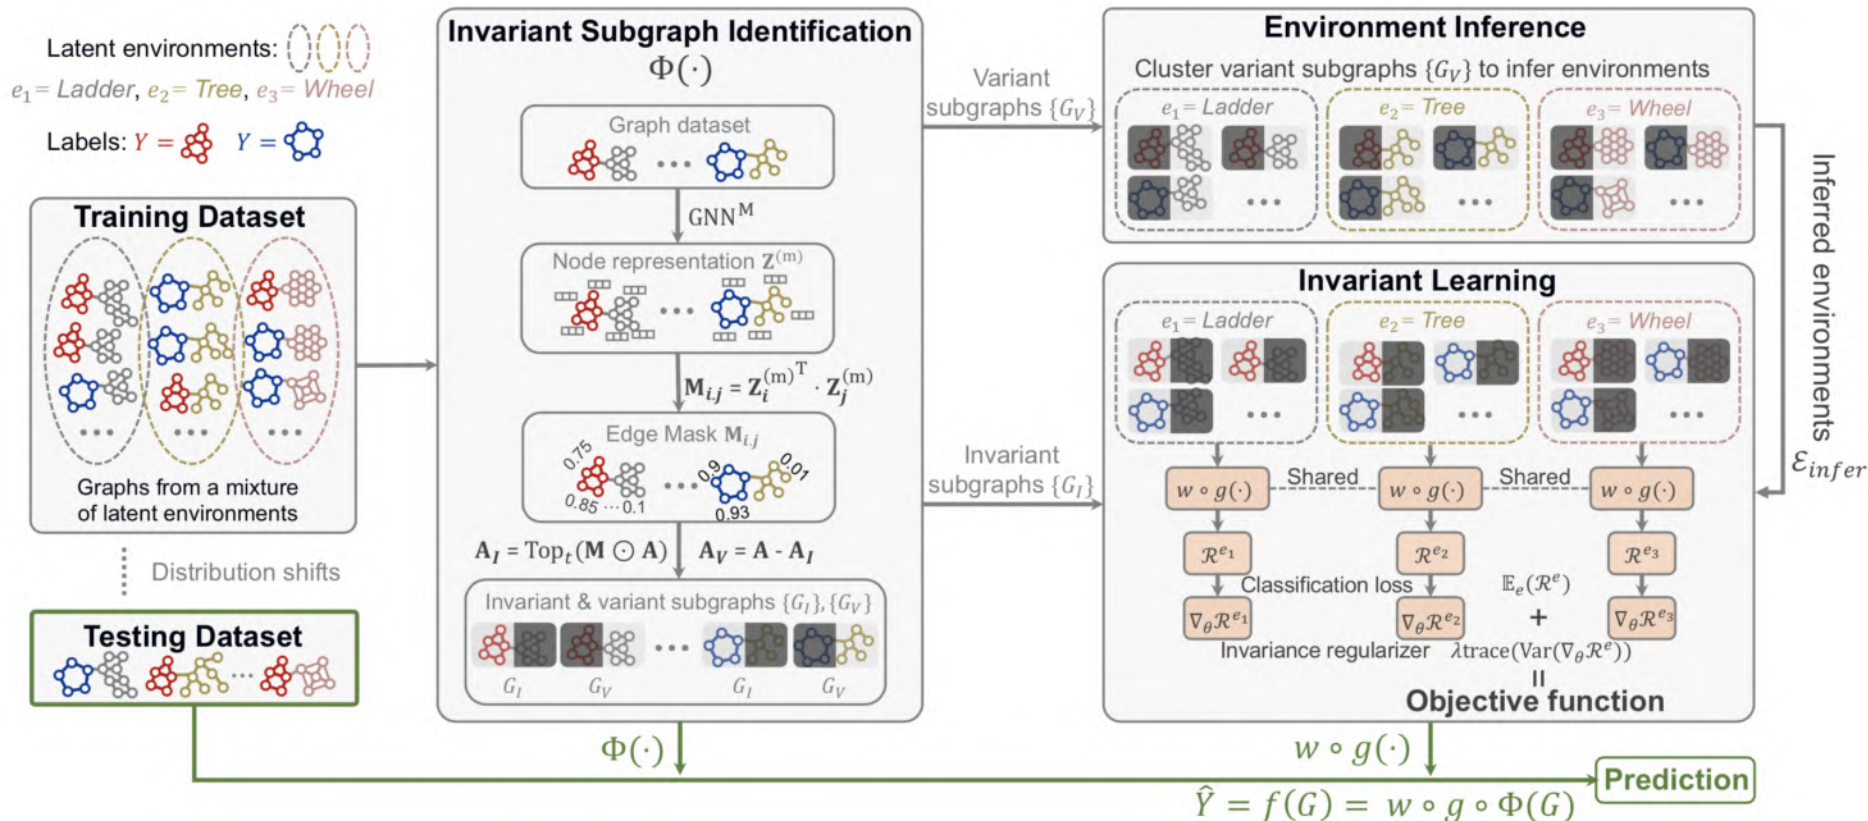 Latent environments:
e₁= Ladder, e₂= Tree, e₃= Wheel
Labels: Y = Y =
Training Dataset
...
Graphs from a mixture
of latent environments
Distribution shifts
Testing Dataset
...
Invariant Subgraph Identification
Φ(·)
Graph dataset
...
GNN^M
Node representation Z^(m)
...
M_{i.j} = Z_i^{(m)^T} · Z_j^{(m)}
Edge Mask M_{i.j}
0.75
0.85 ... 0.1
...
0.9
0.01
0.93
A_I = Top_t(M ⊙ A)
A_V = A - A_I
Invariant & variant subgraphs {G_I}, {G_V}
...
G_I G_V G_I G_V
Variant
subgraphs {G_V}
Invariant
subgraphs {G_I}
Environment Inference
Cluster variant subgraphs {G_V} to infer environments
e₁= Ladder e₂= Tree e₃= Wheel
... ... ...
Inferred environments
ℰ_infer
Invariant Learning
e₁= Ladder e₂= Tree e₃= Wheel
... ... ...
w ∘ g(·) Shared w ∘ g(·) Shared w ∘ g(·)
ℛ^{e₁} ℛ^{e₂} ℛ^{e₃}
Classification loss 𝔼_e(ℛ^e)
+
∇_θℛ^{e₁} ∇_θℛ^{e₂} ∇_θℛ^{e₃}
Invariance regularizer λtrace(Var(∇_θℛ^e))
=
Objective function
Φ(·)
w ∘ g(·)
Prediction
Ŷ = f(G) = w ∘ g ∘ Φ(G)